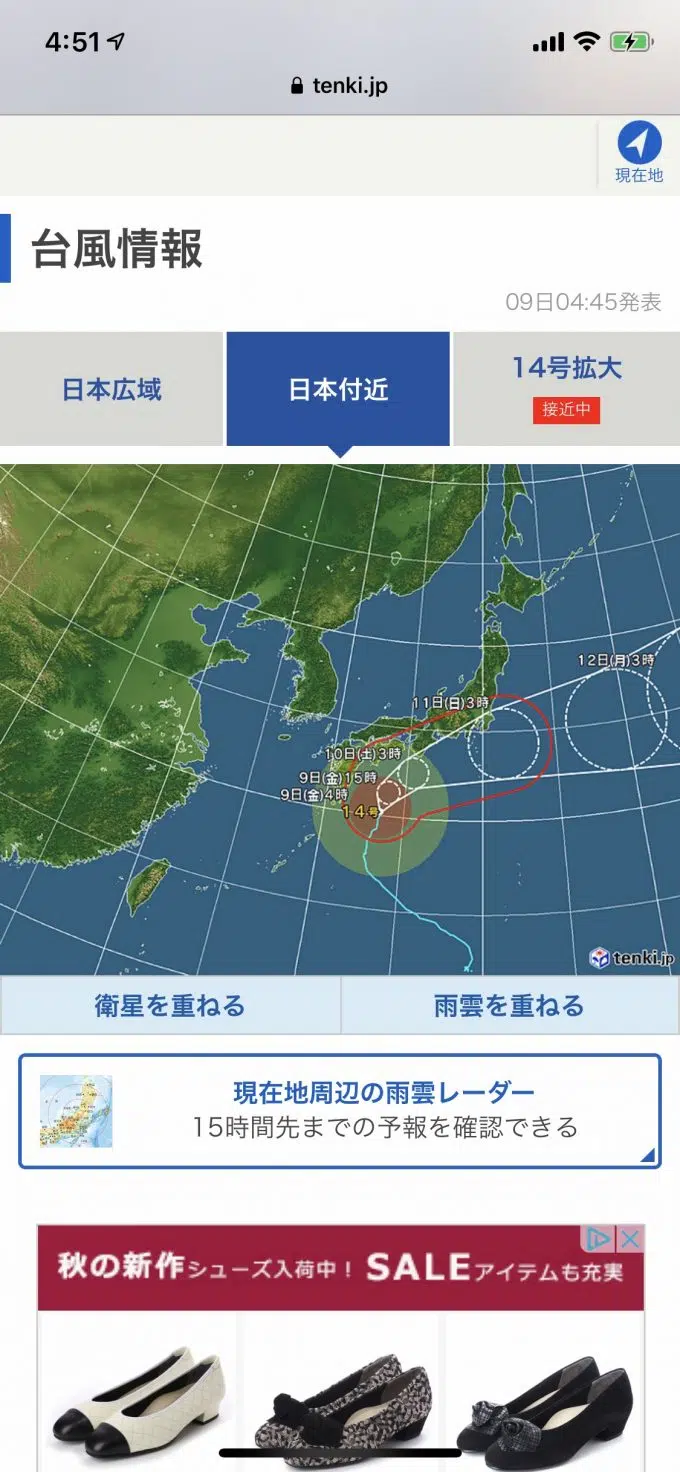 4:51
tenki.jp
現在地
台風情報
09日04:45発表
日本広域
日本付近
14号拡大
接近中
12日(月)3時
11日(日)3時
10日(土)3時
9日(金)15時
9日(金)4時
14号
tenki.jp
衛星を重ねる
雨雲を重ねる
現在地周辺の雨雲レーダー
15時間先までの予報を確認できる
秋の新作シューズ入荷中！ SALEアイテムも充実